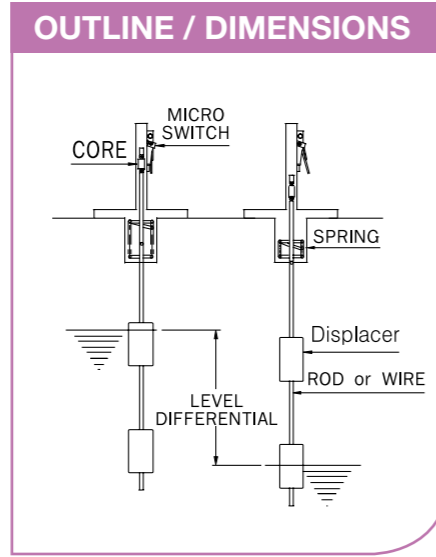 OUTLINE / DIMENSIONS
MICRO
SWITCH
CORE
SPRING
Displacer
ROD or WIRE
LEVEL
DIFFERENTIAL